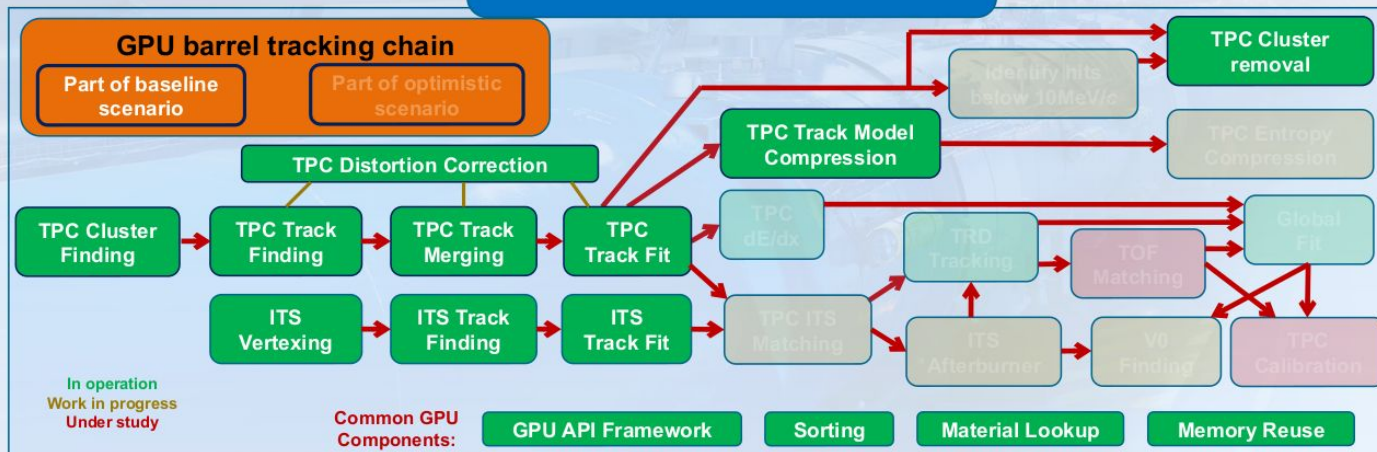 GPU barrel tracking chain
Part of baseline
scenario
Part of optimistic
scenario
Identify hits
below 10MeV/c
TPC Cluster
removal
TPC Track Model
Compression
TPC Entropy
Compression
TPC Distortion Correction
TPC Cluster
Finding
TPC Track
Finding
TPC Track
Merging
TPC
Track Fit
TPC
dE/dx
TRD
Tracking
TOF
Matching
Global
Fit
ITS
Vertexing
ITS Track
Finding
ITS
Track Fit
TPC ITS
Matching
ITS
Afterburner
V0
Finding
TPC
Calibration
In operation
Work in progress
Under study
Common GPU
Components:
GPU API Framework
Sorting
Material Lookup
Memory Reuse